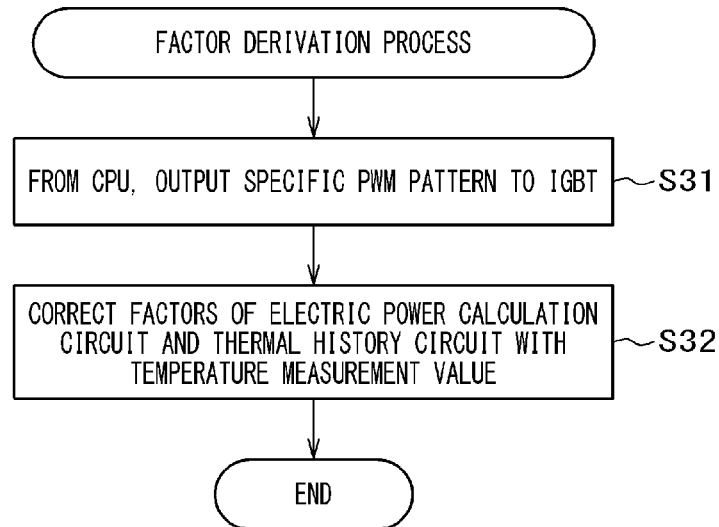 FACTOR DERIVATION PROCESS
FROM CPU, OUTPUT SPECIFIC PWM PATTERN TO IGBT
S31
CORRECT FACTORS OF ELECTRIC POWER CALCULATION
CIRCUIT AND THERMAL HISTORY CIRCUIT WITH
TEMPERATURE MEASUREMENT VALUE
S32
END